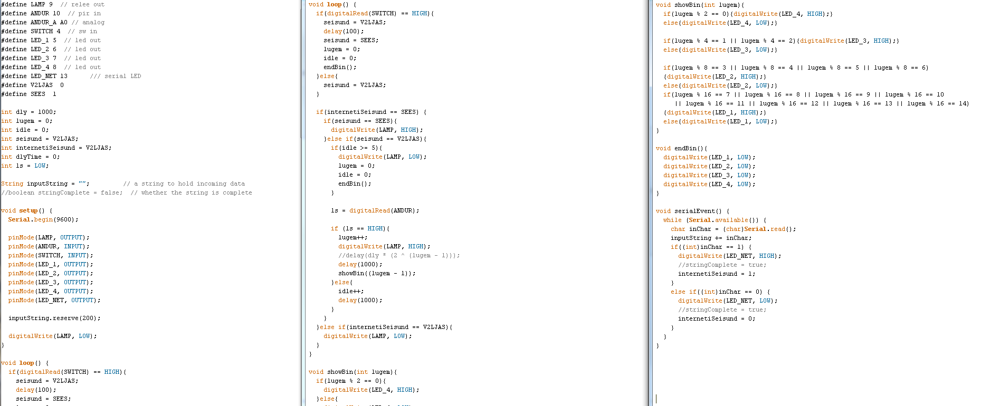 #define LAMP 9  // relee out
#define ANDUR 10  // pir in
#define ANDUR_A A0 // analog
#define SWITCH 4  // sw in
#define LED_1 5  // led out
#define LED_2 6  // led out
#define LED_3 7  // led out
#define LED_4 8  // led out
#define LED_NET 13      /// serial LED
#define V2LJAS  0
#define SEES  1
int dly = 1000;
int lugem = 0;
int idle = 0;
int seisund = V2LJAS;
int internetiSeisund = V2LJAS;
int dlyTime = 0;
int ls = LOW;
String inputString = "";         // a string to hold incoming data
//boolean stringComplete = false;  // whether the string is complete
void setup() {
  Serial.begin(9600);
  pinMode(LAMP, OUTPUT);
  pinMode(ANDUR, INPUT);
  pinMode(SWITCH, INPUT);
  pinMode(LED_1, OUTPUT);
  pinMode(LED_2, OUTPUT);
  pinMode(LED_3, OUTPUT);
  pinMode(LED_4, OUTPUT);
  pinMode(LED_NET, OUTPUT);
  inputString.reserve(200);
  digitalWrite(LAMP, LOW);
}
void loop() {
  if(digitalRead(SWITCH) == HIGH){
    seisund = V2LJAS;
    delay(100);
    seisund = SEES;
void loop() {
  if(digitalRead(SWITCH) == HIGH){
    seisund = V2LJAS;
    delay(100);
    seisund = SEES;
    lugem = 0;
    idle = 0;
    endBin();
  }else{
    seisund = V2LJAS;
  }
  if(internetiSeisund == SEES) {
    if(seisund == SEES){
      digitalWrite(LAMP, HIGH);
    }else if(seisund == V2LJAS){
      if(idle >= 5){
        digitalWrite(LAMP, LOW);
        lugem = 0;
        idle = 0;
        endBin();
      }
      ls = digitalRead(ANDUR);
      if (ls == HIGH){
        lugem++;
        digitalWrite(LAMP, HIGH);
        //delay(dly * (2 ^ (lugem - 1)));
        delay(1000);
        showBin((lugem - 1));
      }else{
        idle++;
        delay(1000);
      }
    }
  }else if(internetiSeisund == V2LJAS){
    digitalWrite(LAMP, LOW);
  }
}
void showBin(int lugem){
  if(lugem % 2 == 0){
    digitalWrite(LED_4, HIGH);
  }else{
void showBin(int lugem){
  if(lugem % 2 == 0){digitalWrite(LED_4, HIGH);}
  else{digitalWrite(LED_4, LOW);}
  if(lugem % 4 == 1 || lugem % 4 == 2){digitalWrite(LED_3, HIGH);}
  else{digitalWrite(LED_3, LOW);}
  if(lugem % 8 == 3 || lugem % 8 == 4 || lugem % 8 == 5 || lugem % 8 == 6)
  {digitalWrite(LED_2, HIGH);}
  else{digitalWrite(LED_2, LOW);}
  if(lugem % 16 == 7 || lugem % 16 == 8 || lugem % 16 == 9 || lugem % 16 == 10
     || lugem % 16 == 11 || lugem % 16 == 12 || lugem % 16 == 13 || lugem % 16 == 14)
  {digitalWrite(LED_1, HIGH);}
  else{digitalWrite(LED_1, LOW);}
}
void endBin(){
  digitalWrite(LED_1, LOW);
  digitalWrite(LED_2, LOW);
  digitalWrite(LED_3, LOW);
  digitalWrite(LED_4, LOW);
}
void serialEvent() {
  while (Serial.available()) {
    char inChar = (char)Serial.read();
    inputString += inChar;
    if((int)inChar == 1) {
      digitalWrite(LED_NET, HIGH);
      //stringComplete = true;
      internetiSeisund = 1;
    }
    else if((int)inChar == 0) {
      digitalWrite(LED_NET, LOW);
      //stringComplete = true;
      internetiSeisund = 0;
    }
  }
}